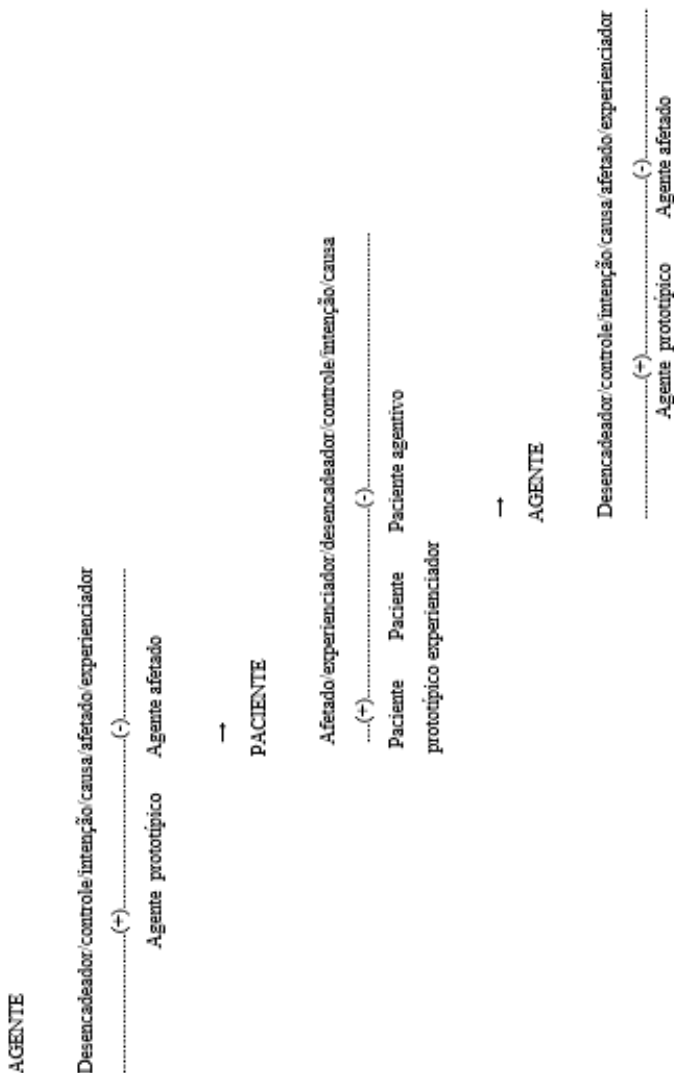 AGENTE
Desencadeador/controle/intenção/causa/afetado/experienciador
(+) (-)
Agente prototípico Agente afetado
→
PACIENTE
Afetado/experienciador/desencadeador/controle/intenção/causa
(+) (-)
Paciente Paciente Paciente agentivo
prototípico experienciador
→
AGENTE
Desencadeador/controle/intenção/causa/afetado/experienciador
(+) (-)
Agente prototípico Agente afetado